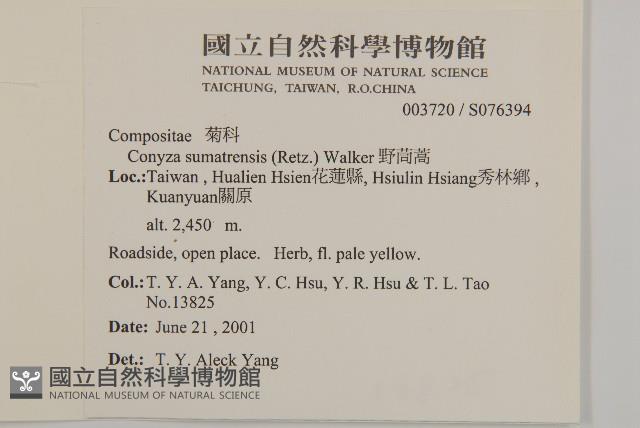 國立自然科學博物館
NATIONAL MUSEUM OF NATURAL SCIENCE
TAICHUNG, TAIWAN, R.O.CHINA
003720 / S076394
Compositae 菊科
Conyza sumatrensis (Retz.) Walker 野茼蒿
Loc.:Taiwan , Hualien Hsien花蓮縣, Hsiulin Hsiang秀林鄉 ,
Kuanyuan關原
alt. 2,450 m.
Roadside, open place. Herb, fl. pale yellow.
Col.: T. Y. A. Yang, Y. C. Hsu, Y. R. Hsu & T. L. Tao
No.13825
Date: June 21 , 2001
Det.: T. Y. Aleck Yang
國立自然科學博物館
NATIONAL MUSEUM OF NATURAL SCIENCE